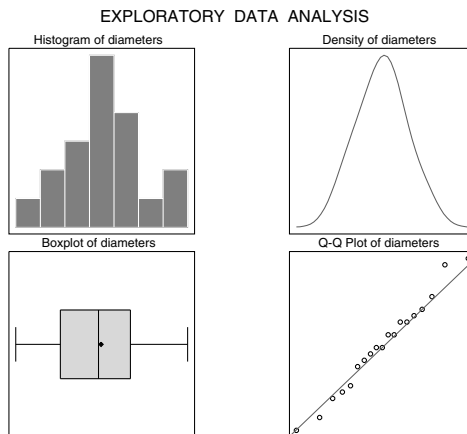 EXPLORATORY DATA ANALYSIS
Histogram of diameters
Density of diameters
Boxplot of diameters
Q-Q Plot of diameters